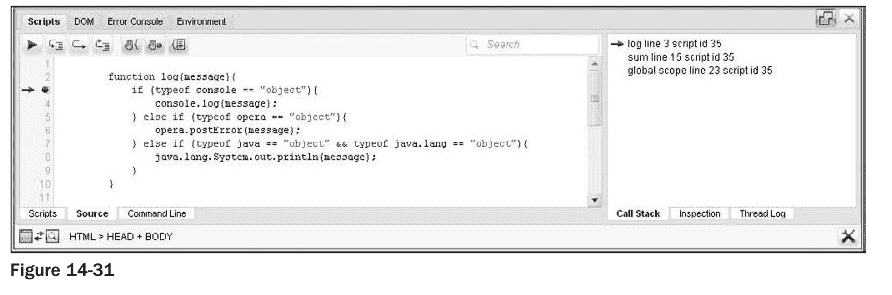 Scripts DOM Error Console Environment
Search
1
2 function log(message){
if (typeof console == "object"){
4 console.log(message);
5 } else if (typeof opera == "object"){
6 opera.postError(message);
7 } else if (typeof java == "object" && typeof java.lang == "object"){
8 java.lang.System.out.println(message);
9 }
10 }
11
Scripts Source Command Line
log line 3 script id 35
sum line 15 script id 35
global scope line 23 script id 35
Call Stack Inspection Thread Log
HTML > HEAD + BODY
Figure 14-31